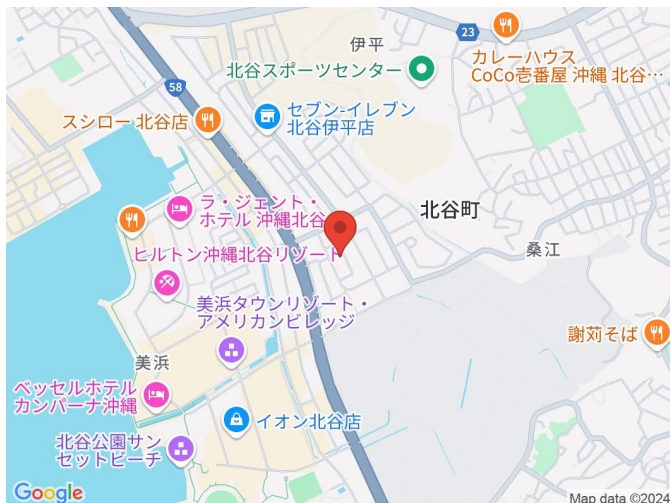 伊平
23
カレーハウス
CoCo壱番屋 沖縄 北谷…
北谷スポーツセンター
58
スシロー 北谷店
セブン-イレブン
北谷伊平店
ラ・ジェント・
ホテル 沖縄北谷
北谷町
ヒルトン沖縄北谷リゾート
桑江
美浜タウンリゾート・
アメリカンビレッジ
謝苅そば
美浜
ベッセルホテル
カンパーナ沖縄
イオン北谷店
北谷公園サン
セットビーチ
Google
Map data ©2024